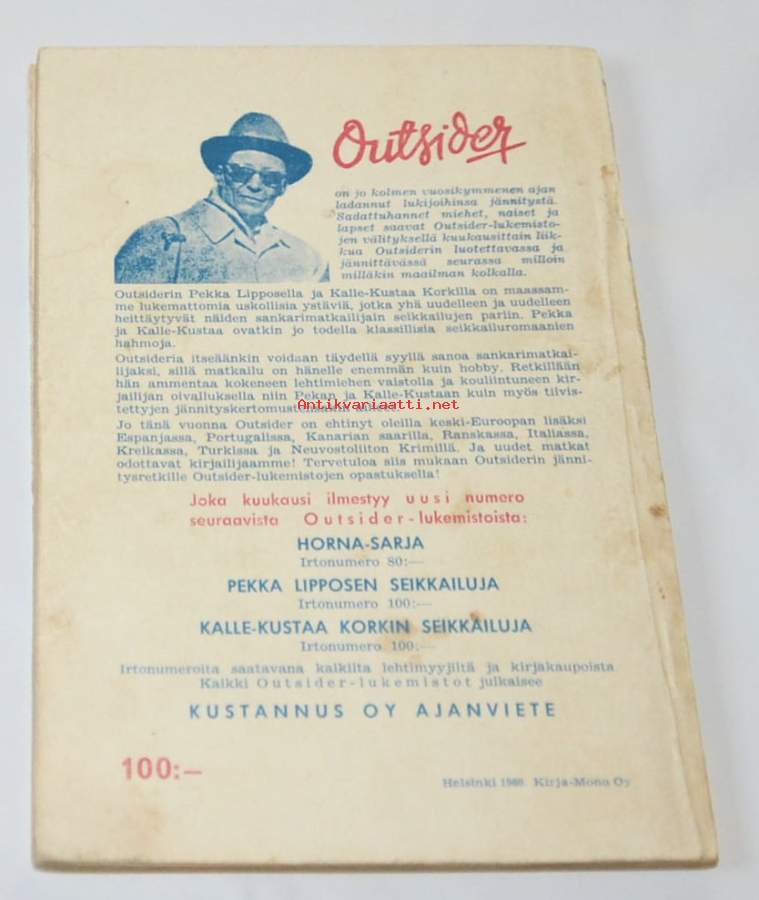 Outsider
on jo kolmen vuosikymmenen ajan
ladannut lukijoihinsa jännitystä.
Sadattuhannet miehet, naiset ja
lapset saavat Outsider-lukemisto-
jen välityksellä kuukausittain liik-
kua Outsiderin luotettavassa ja
jännittävässä seurassa milloin
milläkin maailman kolkalla.
Outsiderin Pekka Lipposella ja Kalle-Kustaa Korkilla on maassam-
me lukemattomia uskollisia ystäviä, jotka yhä uudelleen ja uudelleen
heittäytyvät näiden sankarimatkailijain seikkailujen pariin. Pekka
ja Kalle-Kustaa ovatkin jo todella klassillisia seikkailuromaanien
hahmoja.
Outsideria itseäänkin voidaan täydellä syyllä sanoa sankarimatkai-
lijaksi, sillä matkailu on hänelle enemmän kuin hobby. Retkillään
hän ammentaa kokeneen lehtimiehen vaistolla ja kouliintuneen kir-
jailijan oivalluksella niin Pekan ja Kalle-Kustaan kuin myös tiivis-
Antikvariaatti.net
tettyjen jännityskertomustensakin
Jo tänä vuonna Outsider on ehtinyt oleilla keski-Euroopan lisäksi
Espanjassa, Portugalissa, Kanarian saarilla, Ranskassa, Italiassa,
Kreikassa, Turkissa ja Neuvostoliiton Krimillä. Ja uudet matkat
odottavat kirjailijaamme! Tervetuloa siis mukaan Outsiderin jänni-
tysretkille Outsider-lukemistojen opastuksella!
Joka kuukausi ilmestyy uusi numero
seuraavista Outsider-lukemistoista:
HORNA-SARJA
Irtonumero 80:—
PEKKA LIPPOSEN SEIKKAILUJA
Irtonumero 100:—
KALLE-KUSTAA KORKIN SEIKKAILUJA
Irtonumero 100:—
Irtonumeroita saatavana kaikilta lehtimyyjiltä ja kirjakaupoista
Kaikki Outsider-lukemistot julkaisee
KUSTANNUS OY AJANVIETE
100:—
Helsinki 1960. Kirja-Mono Oy